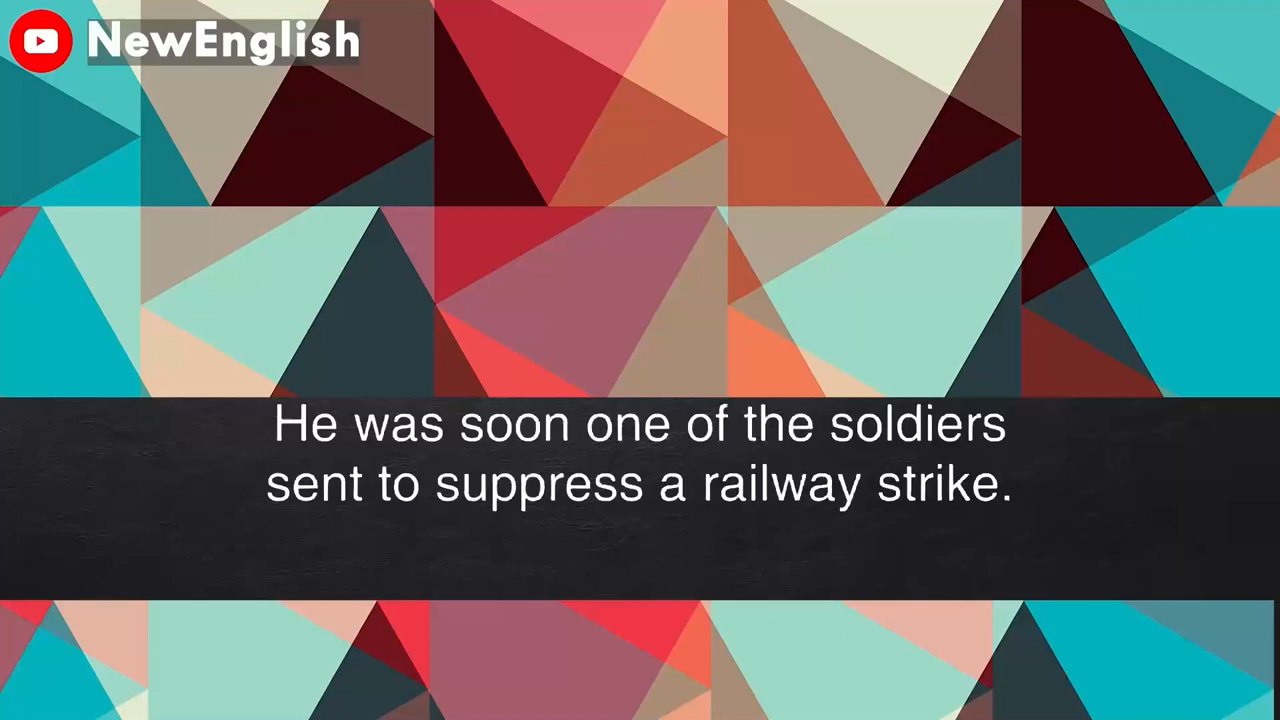 NewEnglish
He was soon one of the soldiers
sent to suppress a railway strike.